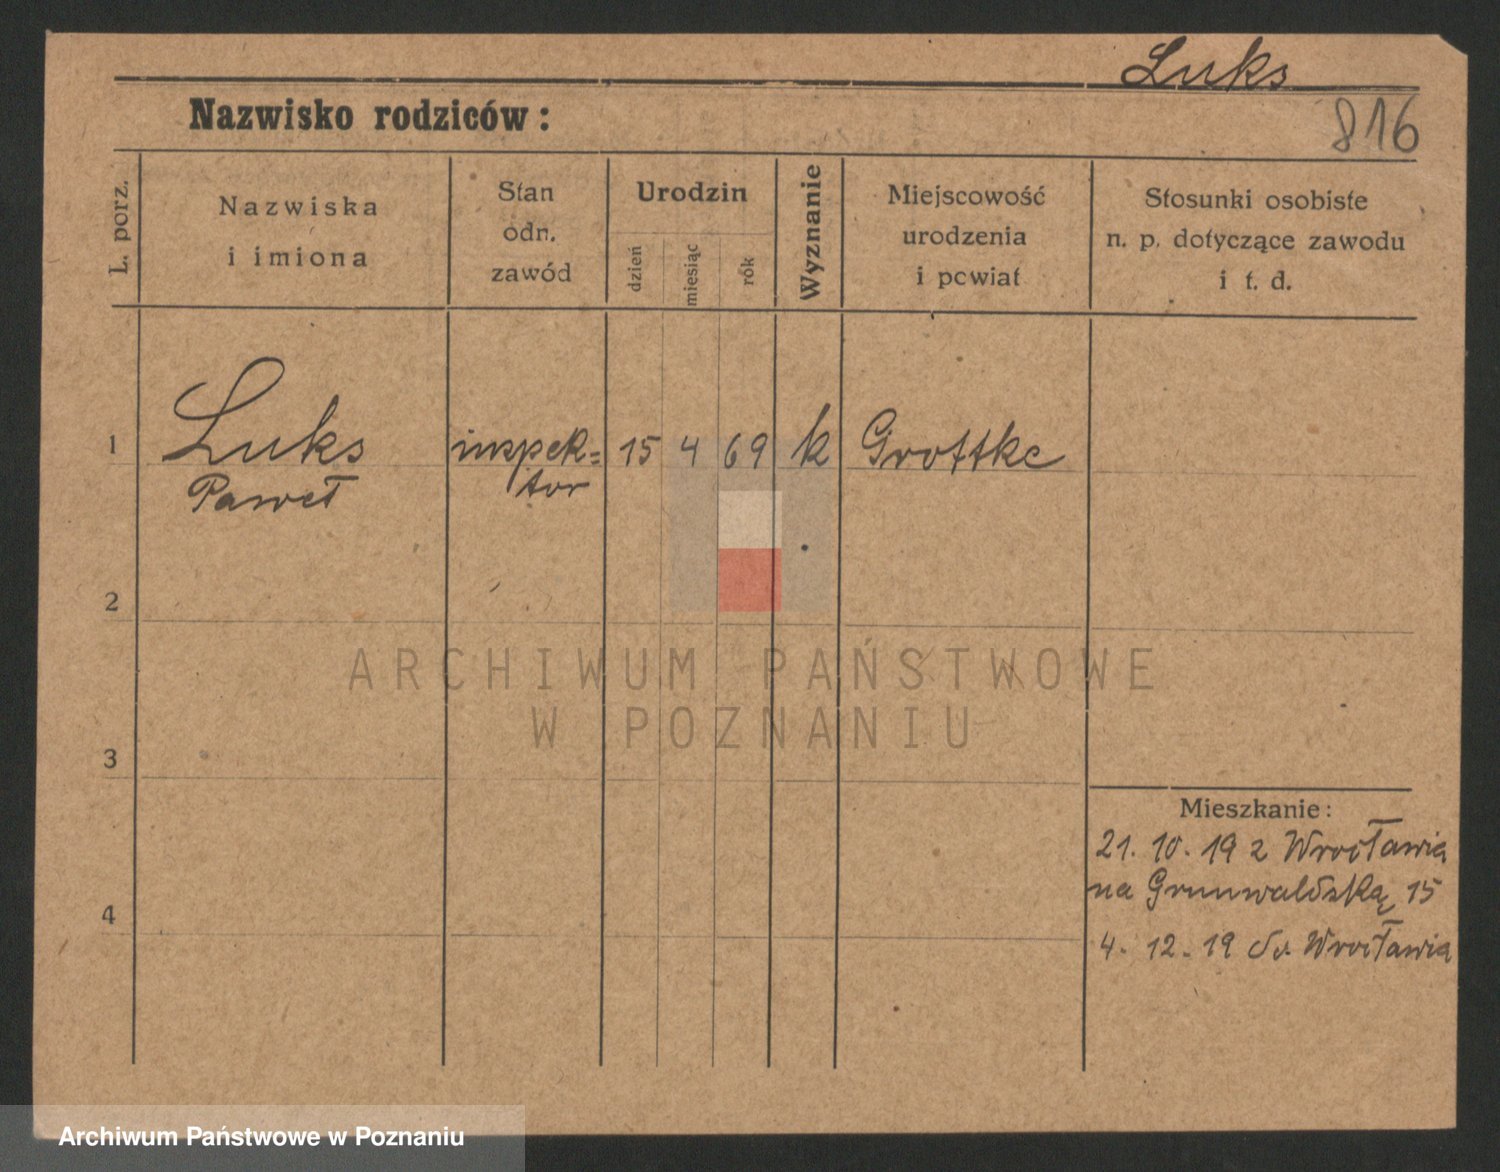 Luks
Nazwisko rodziców:
816
L. porz.
Nazwiska
i imiona
Stan
odn.
zawód
Urodzin
dzień
miesiąc
rok
Wyznanie
Miejscowość
urodzenia
i powiat
Stosunki osobiste
n. p. dotyczące zawodu
i t. d.
1
Luks
Paweł
inspek=
tor
15 4 69 k Grottke
2
3
4
Mieszkanie:
21. 10. 19 z Wrocławia
na Grunwaldską 15
4. 12. 19 do Wrocławia
ARCHIWUM PAŃSTWOWE
W POZNANIU
Archiwum Państwowe w Poznaniu